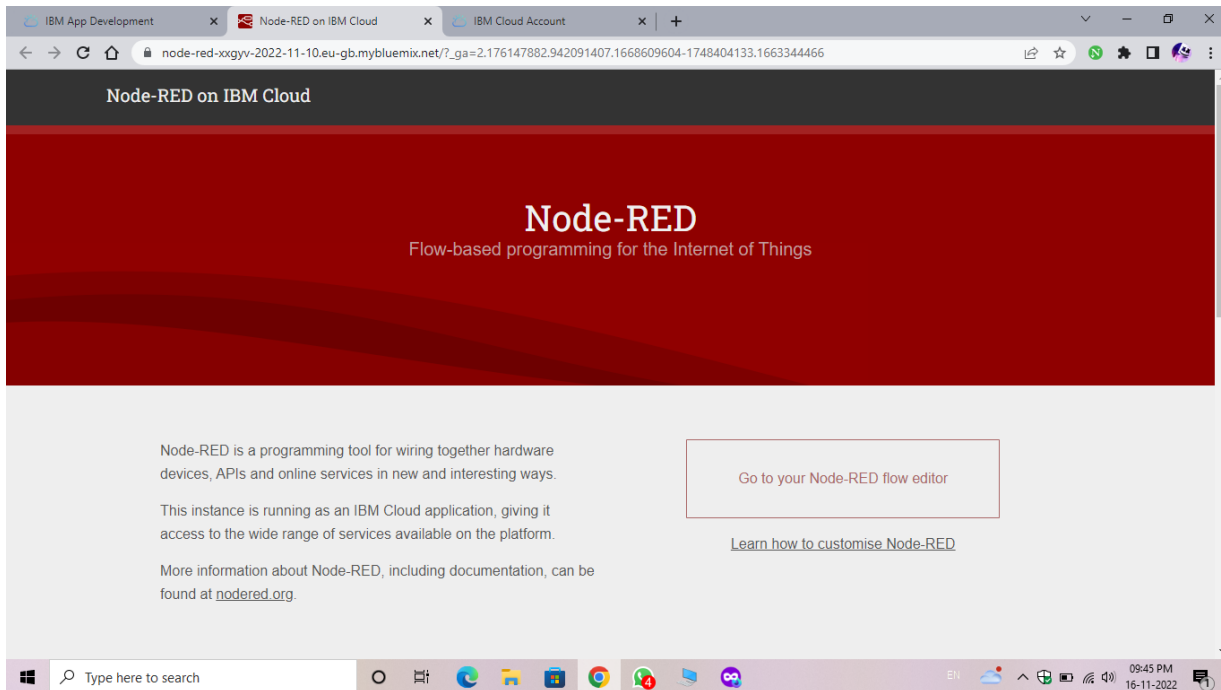 IBM App Development
Node-RED on IBM Cloud
IBM Cloud Account
node-red-xxgyv-2022-11-10.eu-gb.mybluemix.net/?_ga=2.176147882.942091407.1668609604-1748404133.1663344466
Node-RED on IBM Cloud
Node-RED
Flow-based programming for the Internet of Things
Node-RED is a programming tool for wiring together hardware
devices, APIs and online services in new and interesting ways.
This instance is running as an IBM Cloud application, giving it
access to the wide range of services available on the platform.
More information about Node-RED, including documentation, can be
found at nodered.org.
Go to your Node-RED flow editor
Learn how to customise Node-RED
Type here to search
4
EN
09:45 PM
16-11-2022
1